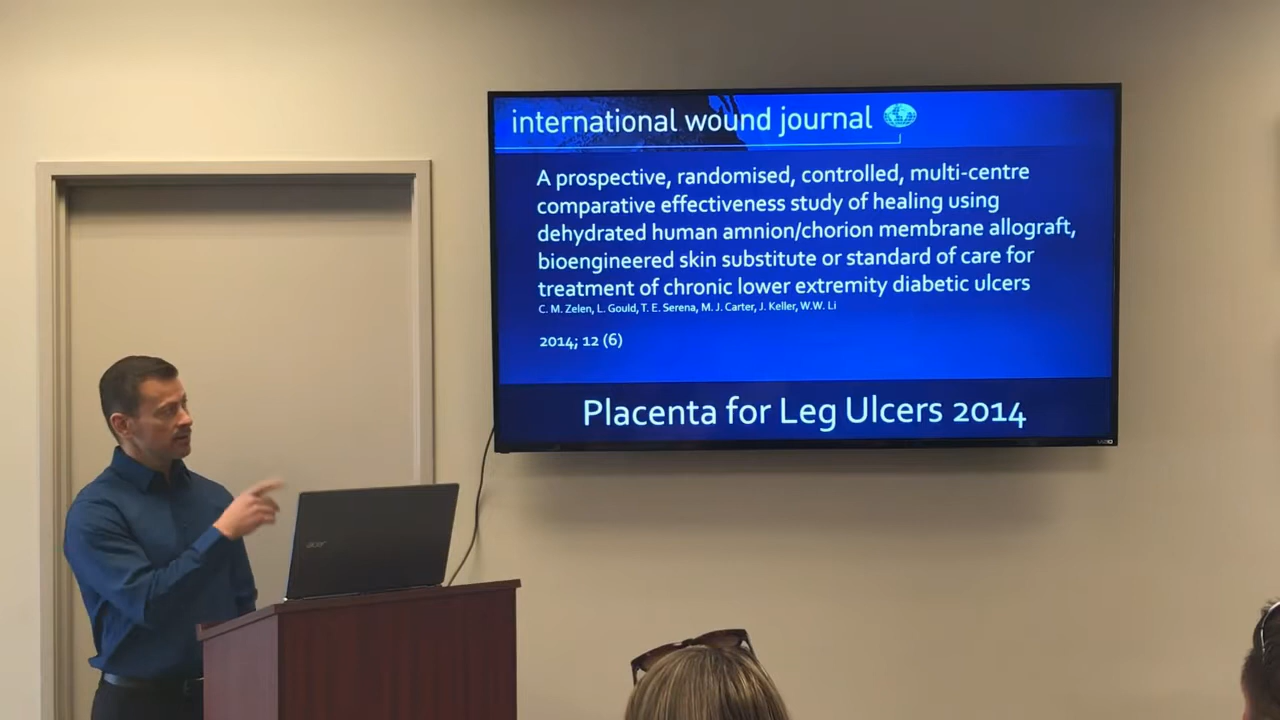 international wound journal
A prospective, randomised, controlled, multi-centre
comparative effectiveness study of healing using
dehydrated human amnion/chorion membrane allograft,
bioengineered skin substitute or standard of care for
treatment of chronic lower extremity diabetic ulcers
C. M. Zelen, L. Gould, T. E. Serena, M. J. Carter, J. Keller, W.W. Li
2014; 12 (6)
Placenta for Leg Ulcers 2014
VIZIO
acer